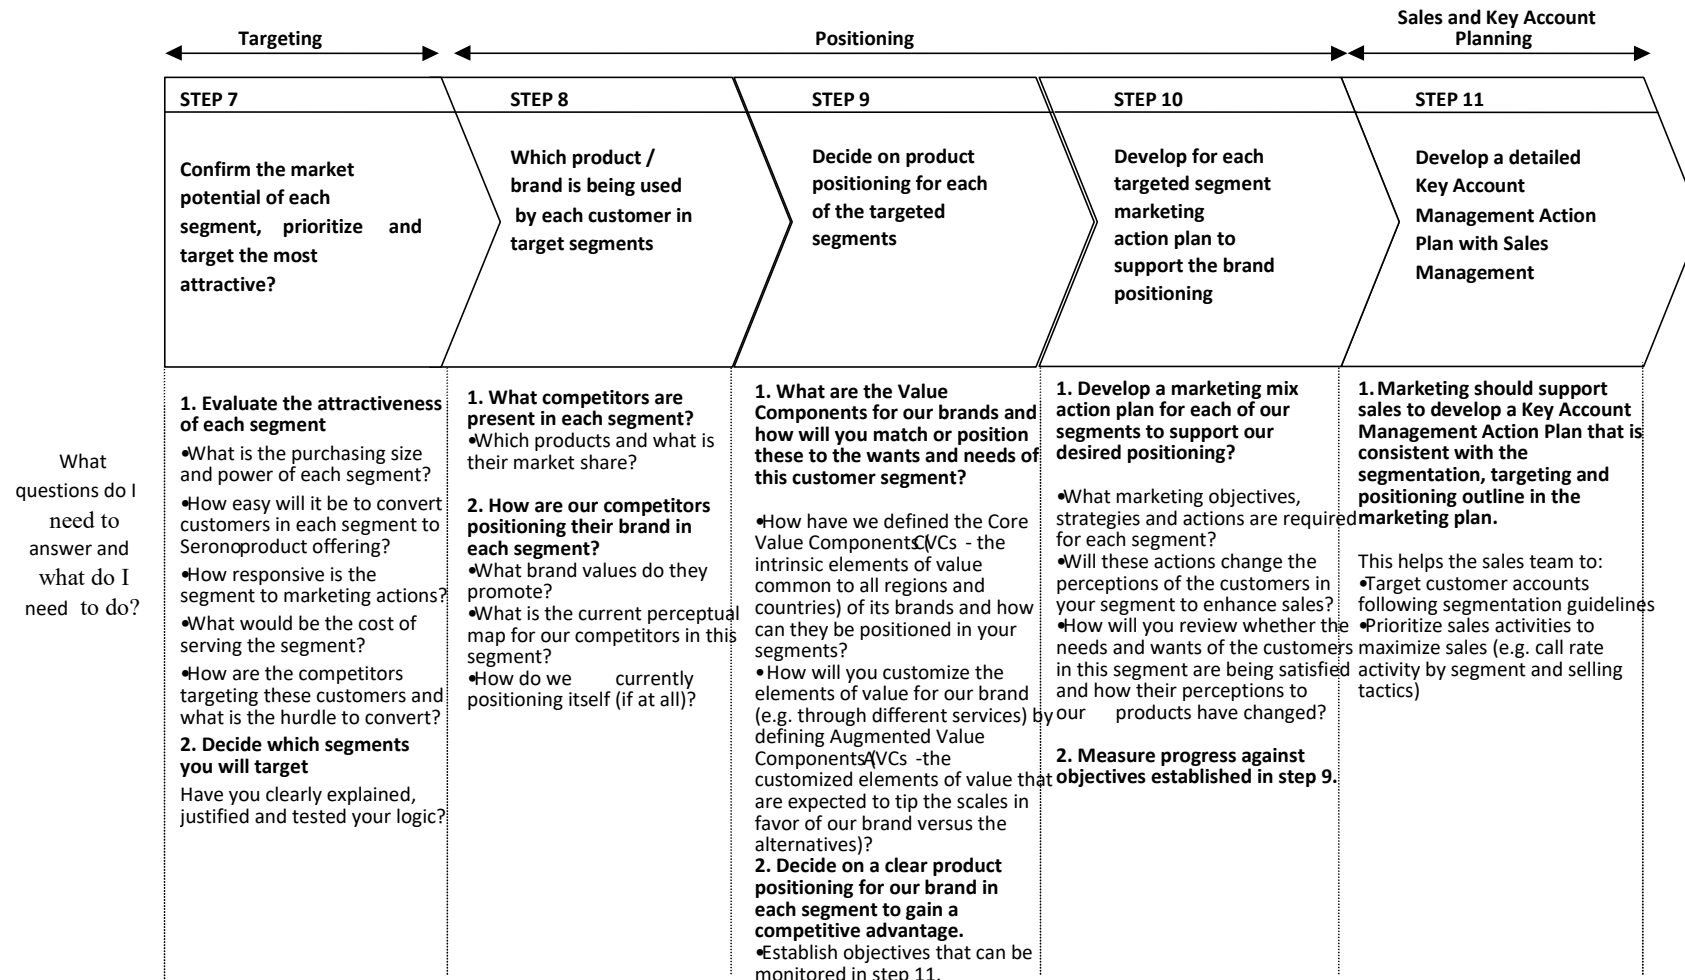 Targeting
Positioning
Sales and Key Account
Planning
STEP 7
Confirm the market
potential of each
segment, prioritize and
target the most
attractive?
STEP 8
Which product /
brand is being used
by each customer in
target segments
STEP 9
Decide on product
positioning for each
of the targeted
segments
STEP 10
Develop for each
targeted segment
marketing
action plan to
support the brand
positioning
STEP 11
Develop a detailed
Key Account
Management Action
Plan with Sales
Management
What
questions do I
need to
answer and
what do I
need to do?
1. Evaluate the attractiveness
of each segment
•What is the purchasing size
and power of each segment?
•How easy will it be to convert
customers in each segment to
Serono product offering?
•How responsive is the
segment to marketing actions?
•What would be the cost of
serving the segment?
•How are the competitors
targeting these customers and
what is the hurdle to convert?
2. Decide which segments
you will target
Have you clearly explained,
justified and tested your logic?
1. What competitors are
present in each segment?
•Which products and what is
their market share?
2. How are our competitors
positioning their brand in
each segment?
•What brand values do they
promote?
•What is the current perceptual
map for our competitors in this
segment?
•How do we currently
positioning itself (if at all)?
1. What are the Value
Components for our brands and
how will you match or position
these to the wants and needs of
this customer segment?
•How have we defined the Core
Value Components (CVCs - the
intrinsic elements of value
common to all regions and
countries) of its brands and how
can they be positioned in your
segments?
• How will you customize the
elements of value for our brand
(e.g. through different services) by
defining Augmented Value
Components (AVCs -the
customized elements of value that
are expected to tip the scales in
favor of our brand versus the
alternatives)?
2. Decide on a clear product
positioning for our brand in
each segment to gain a
competitive advantage.
•Establish objectives that can be
monitored in step 11.
1. Develop a marketing mix
action plan for each of our
segments to support our
desired positioning?
•What marketing objectives,
strategies and actions are required
for each segment?
•Will these actions change the
perceptions of the customers in
your segment to enhance sales?
•How will you review whether the
needs and wants of the customers
in this segment are being satisfied
and how their perceptions to
our products have changed?
2. Measure progress against
objectives established in step 9.
1. Marketing should support
sales to develop a Key Account
Management Action Plan that is
consistent with the
segmentation, targeting and
positioning outline in the
marketing plan.
This helps the sales team to:
•Target customer accounts
following segmentation guidelines
•Prioritize sales activities to
maximize sales (e.g. call rate
activity by segment and selling
tactics)